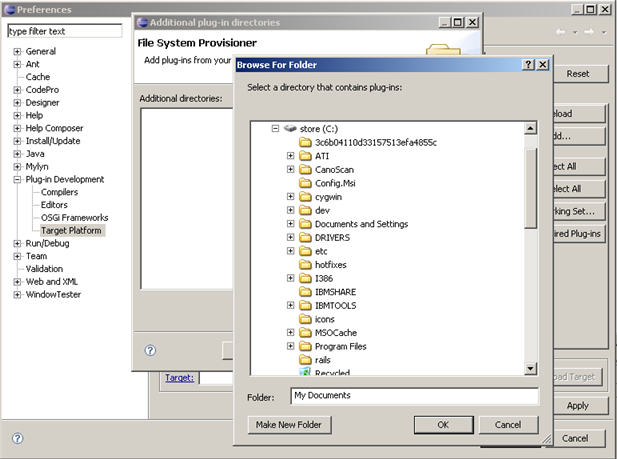 Preferences
type filter text
General
Ant
Cache
CodePro
Designer
Help
Help Composer
Install/Update
Java
Mylyn
Plug-in Development
Compilers
Editors
OSGi Frameworks
Target Platform
Run/Debug
Team
Validation
Web and XML
WindowTester
Additional plug-in directories
File System Provisioner
Add plug-ins from your
Additional directories:
Target:
Browse For Folder
Select a directory that contains plug-ins:
store (C:)
3c6b04110d33157513efa4855c
ATI
CanoScan
Config.Msi
cygwin
dev
Documents and Settings
DRIVERS
etc
hotfixes
I386
IBMSHARE
IBMTOOLS
icons
MSOCache
Program Files
rails
Recycled
Folder:
My Documents
Make New Folder
OK
Cancel
Reset
eload
dd...
ect All
elect All
rking Set...
ired Plug-ins
oad Target
Apply
Cancel